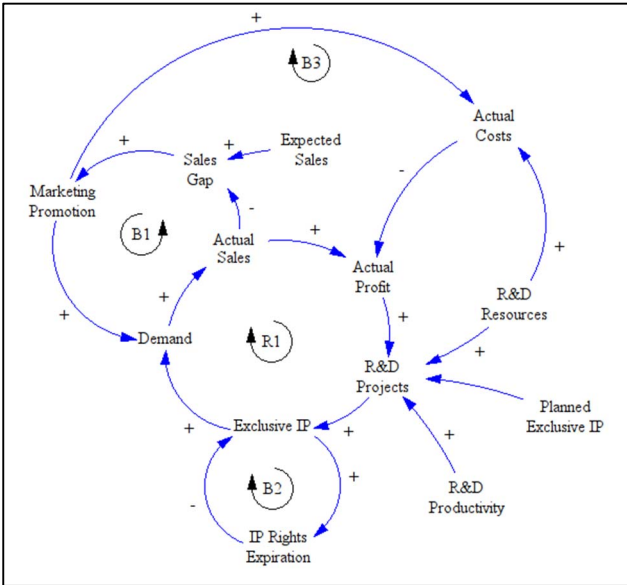 +
B3
Actual
Costs
+
+
Expected
Sales
Sales
Gap
Marketing
Promotion
-
-
B1
Actual
Sales
+
Actual
Profit
+
R&D
Resources
+
+
+
Demand
R1
+
R&D
Projects
Planned
Exclusive IP
+
Exclusive IP
+
+
B2
+
-
R&D
Productivity
IP Rights
Expiration